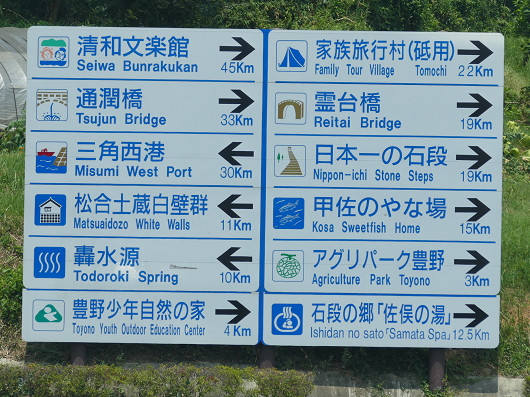 清和文楽館
Seiwa Bunrakukan 45Km
通潤橋
Tsujun Bridge 33Km
三角西港
Misumi West Port 30Km
松合土蔵白壁群
Matsuaidozo White Walls 11Km
轟水源
Todoroki Spring 10Km
豊野少年自然の家
Toyono Youth Outdoor Education Center 4Km
家族旅行村(砥用)
Family Tour Village Tomochi 22Km
霊台橋
Reitai Bridge 19Km
日本一の石段
Nippon-ichi Stone Steps 19Km
甲佐のやな場
Kosa Sweetfish Home 15Km
アグリパーク豊野
Agriculture Park Toyono 3Km
石段の郷「佐俣の湯」
Ishidan no sato「Samata Spa」 12.5Km